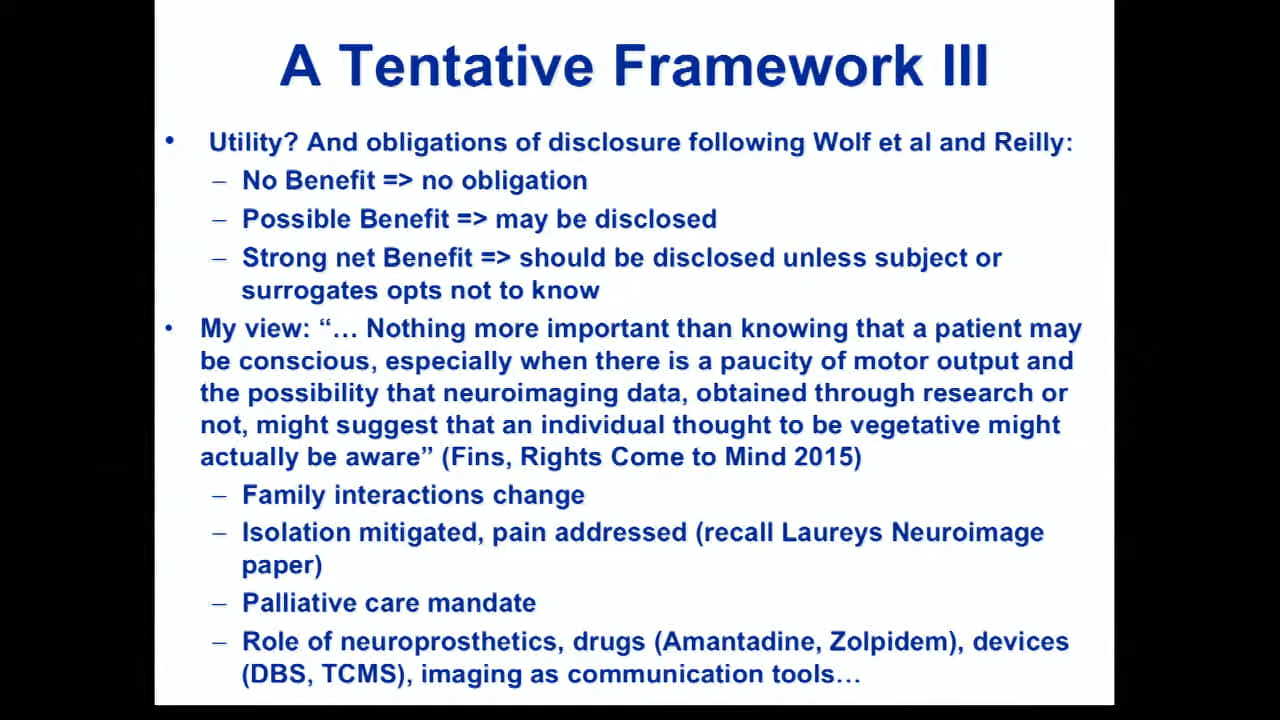 A Tentative Framework III
• Utility? And obligations of disclosure following Wolf et al and Reilly:
– No Benefit => no obligation
– Possible Benefit => may be disclosed
– Strong net Benefit => should be disclosed unless subject or
surrogates opts not to know
• My view: “… Nothing more important than knowing that a patient may
be conscious, especially when there is a paucity of motor output and
the possibility that neuroimaging data, obtained through research or
not, might suggest that an individual thought to be vegetative might
actually be aware” (Fins, Rights Come to Mind 2015)
– Family interactions change
– Isolation mitigated, pain addressed (recall Laureys Neuroimage
paper)
– Palliative care mandate
– Role of neuroprosthetics, drugs (Amantadine, Zolpidem), devices
(DBS, TCMS), imaging as communication tools…